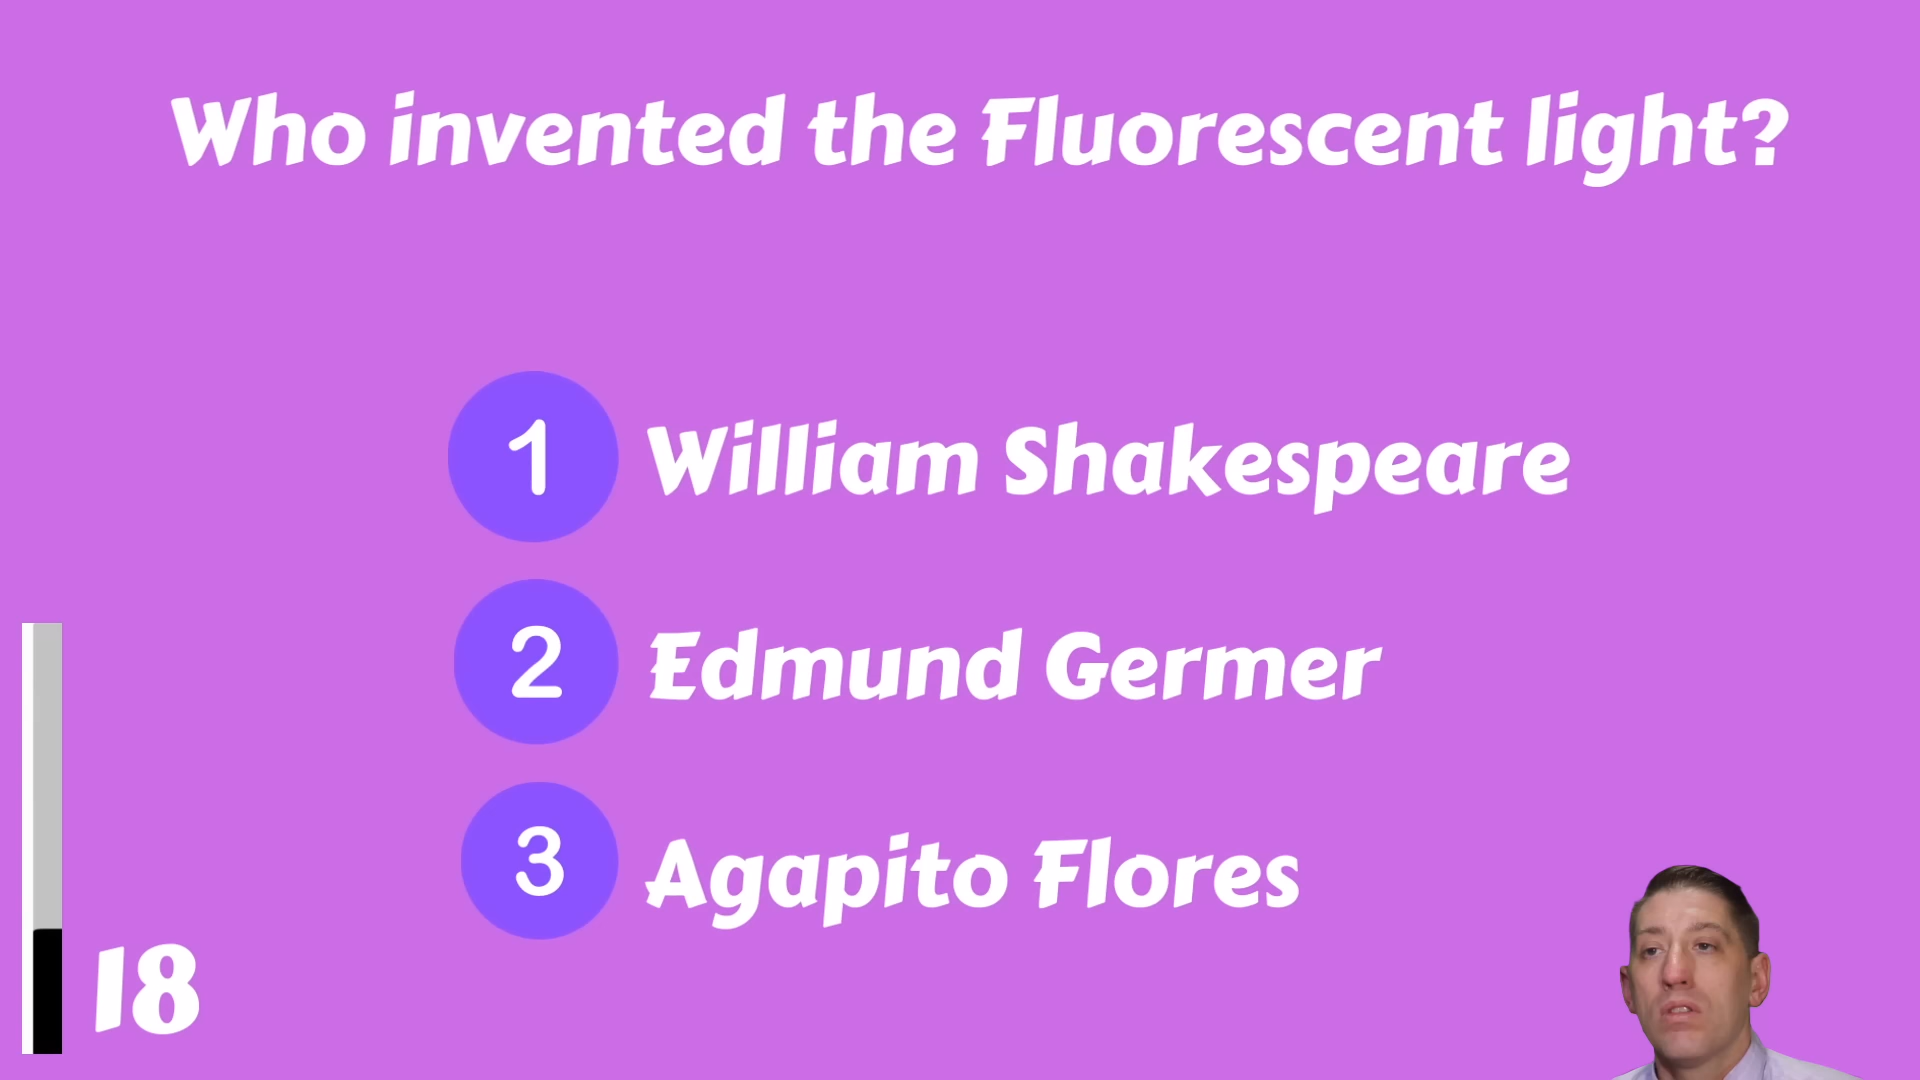 Who invented the Fluorescent light?
1 William Shakespeare
2 Edmund Germer
3 Agapito Flores
18